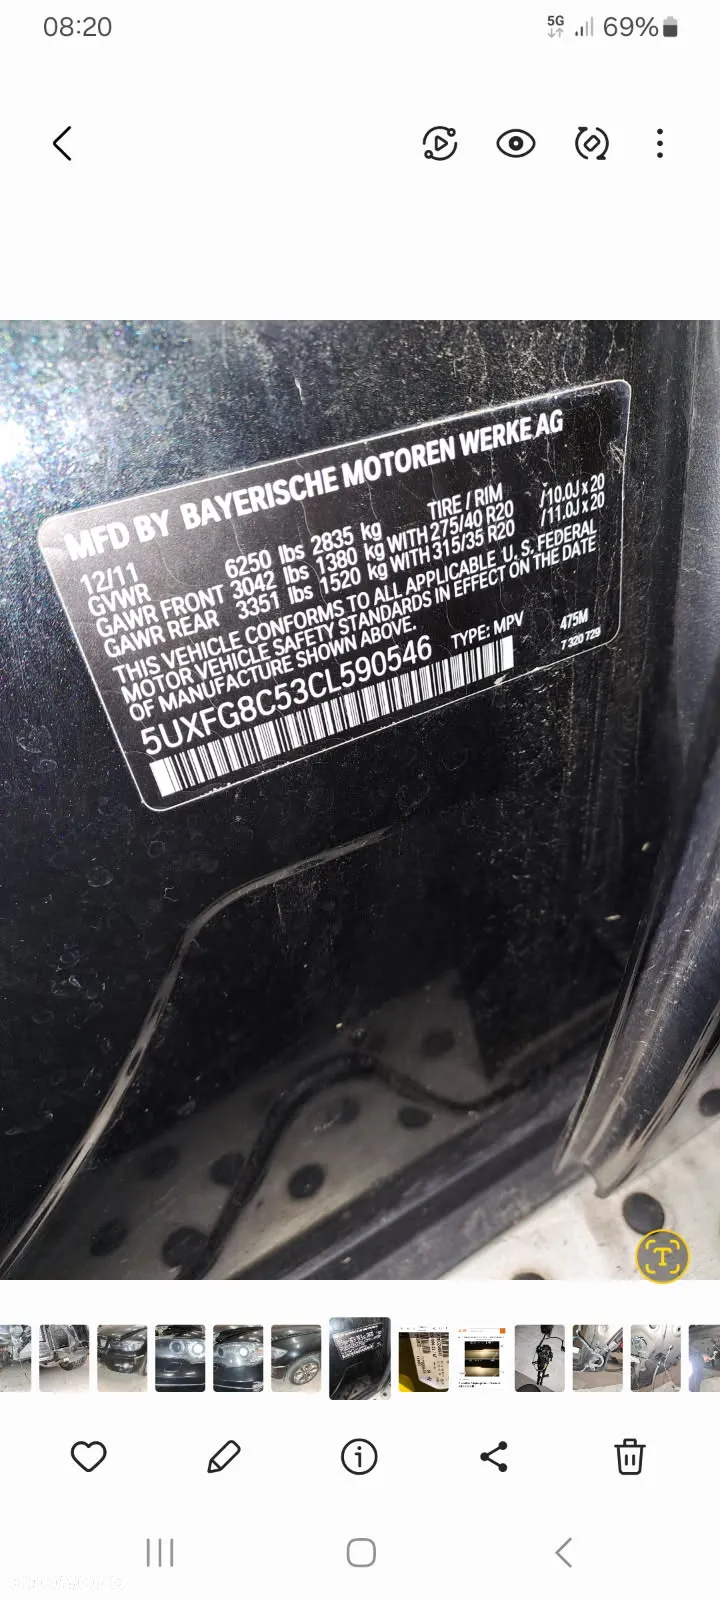 08:20 5G 69%
MFD BY BAYERISCHE MOTOREN WERKE AG
12/11
GVWR 6250 lbs 2835 kg TIRE / RIM
GAWR FRONT 3042 lbs 1380 kg WITH 275/40 R20 /10.0J x 20
GAWR REAR 3351 lbs 1520 kg WITH 315/35 R20 /11.0J x 20
THIS VEHICLE CONFORMS TO ALL APPLICABLE U. S. FEDERAL
MOTOR VEHICLE SAFETY STANDARDS IN EFFECT ON THE DATE
OF MANUFACTURE SHOWN ABOVE.
5UXFG8C53CL590546 TYPE: MPV 475M
7 320 729
T